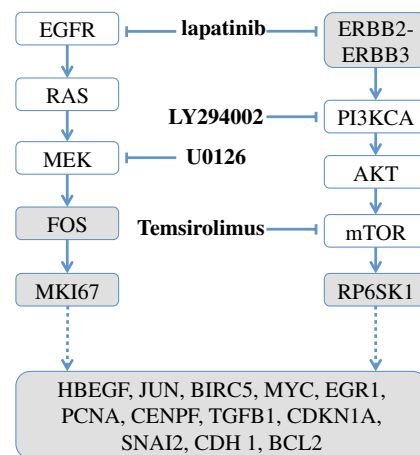 EGFR lapatinib ERBB2-
ERBB3
RAS
LY294002 PI3KCA
MEK U0126
AKT
FOS Temsirolimus mTOR
MKI67 RP6SK1
HBEGF, JUN, BIRC5, MYC, EGR1,
PCNA, CENPF, TGFB1, CDKN1A,
SNAI2, CDH 1, BCL2